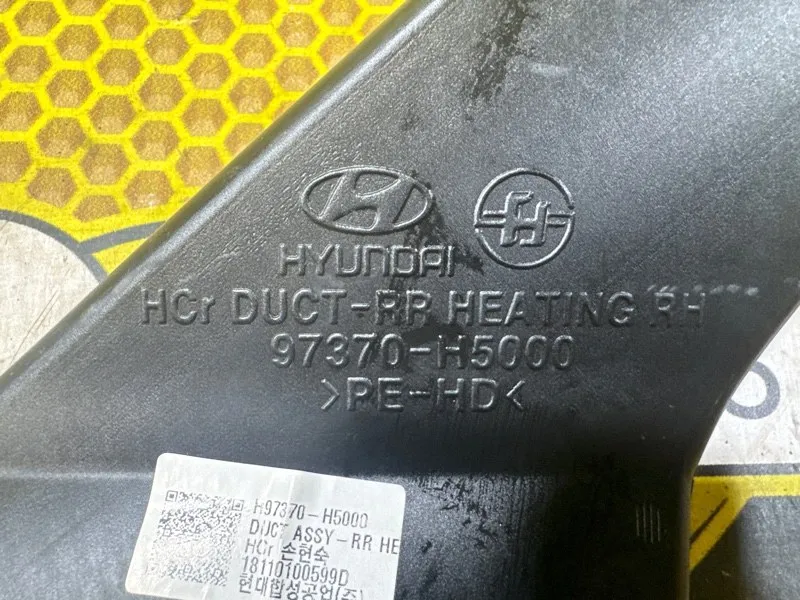 HYUNDAI
HCr DUCT-RR HEATING RH
97370-H5000
>PE-HD<
H97370-H5000
DUCT ASSY-RR HE
HCr 손현숙
18110100599D
현대합성공업(주)